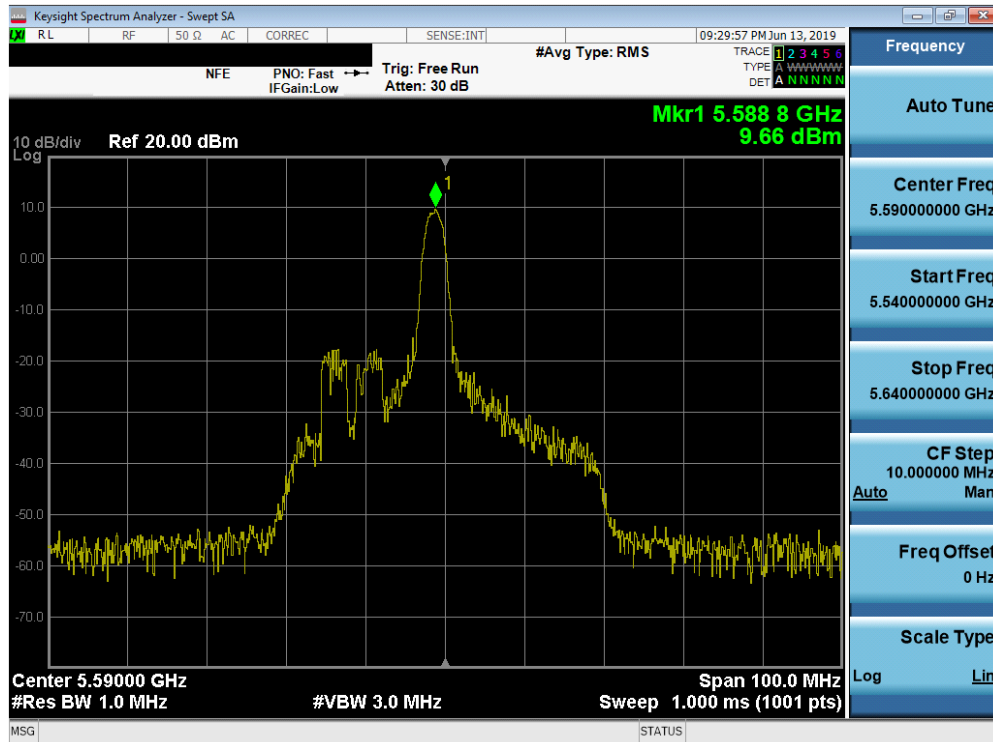 Keysight Spectrum Analyzer - Swept SA
LXI RL RF 50 Ω AC CORREC SENSE:INT 09:29:57 PM Jun 13, 2019
#Avg Type: RMS TRACE 1 2 3 4 5 6
TYPE A WWWWW
DET A N N N N N
NFE PNO: Fast Trig: Free Run
IFGain:Low Atten: 30 dB
Mkr1 5.588 8 GHz
9.66 dBm
10 dB/div Ref 20.00 dBm
Log
1
10.0
0.00
-10.0
-20.0
-30.0
-40.0
-50.0
-60.0
-70.0
Center 5.59000 GHz Span 100.0 MHz
#Res BW 1.0 MHz #VBW 3.0 MHz Sweep 1.000 ms (1001 pts)
MSG STATUS
Frequency
Auto Tune
Center Freq
5.590000000 GHz
Start Freq
5.540000000 GHz
Stop Freq
5.640000000 GHz
CF Step
10.000000 MHz
Auto Man
Freq Offset
0 Hz
Scale Type
Log Lin